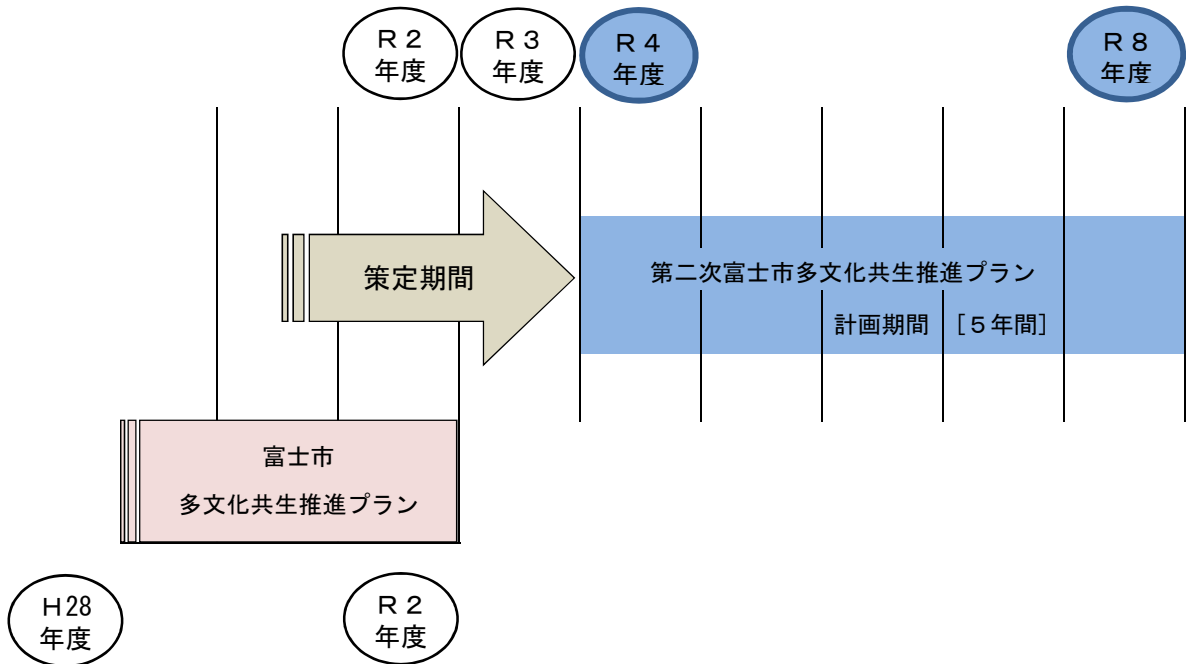 R2
年度
R3
年度
R4
年度
R8
年度
策定期間
第二次富士市多文化共生推進プラン
計画期間 [5年間]
富士市
多文化共生推進プラン
H28
年度
R2
年度